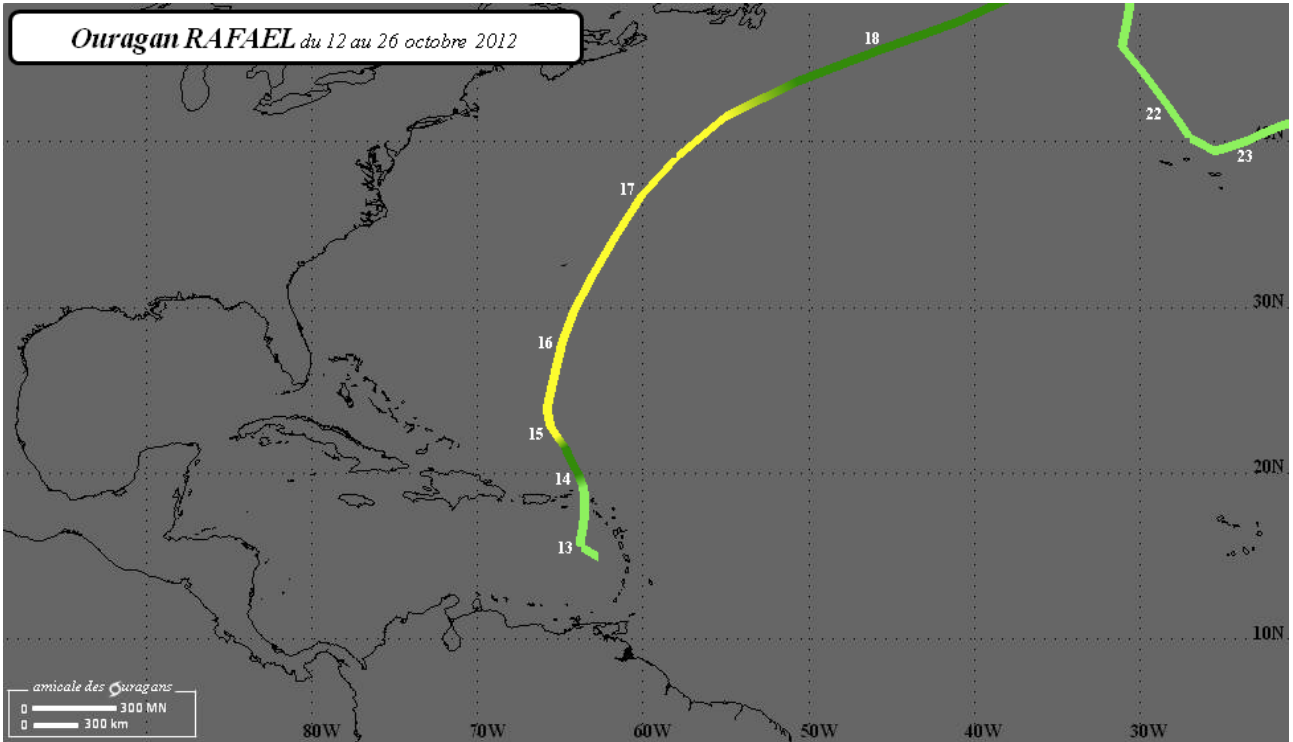 Ouragan RAFAEL du 12 au 26 octobre 2012
18
22
40N
23
17
30N
16
15
14
20N
13
10N
amicale des Ouragans
0 300 MN
0 300 km
80W 70W 60W 50W 40W 30W